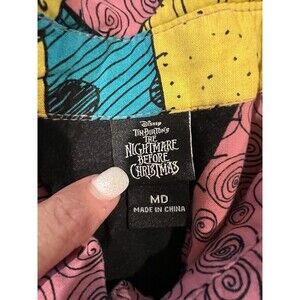 Disney
Tim Burton's
THE
NIGHTMARE
BEFORE
CHRISTMAS
MD
MADE IN CHINA